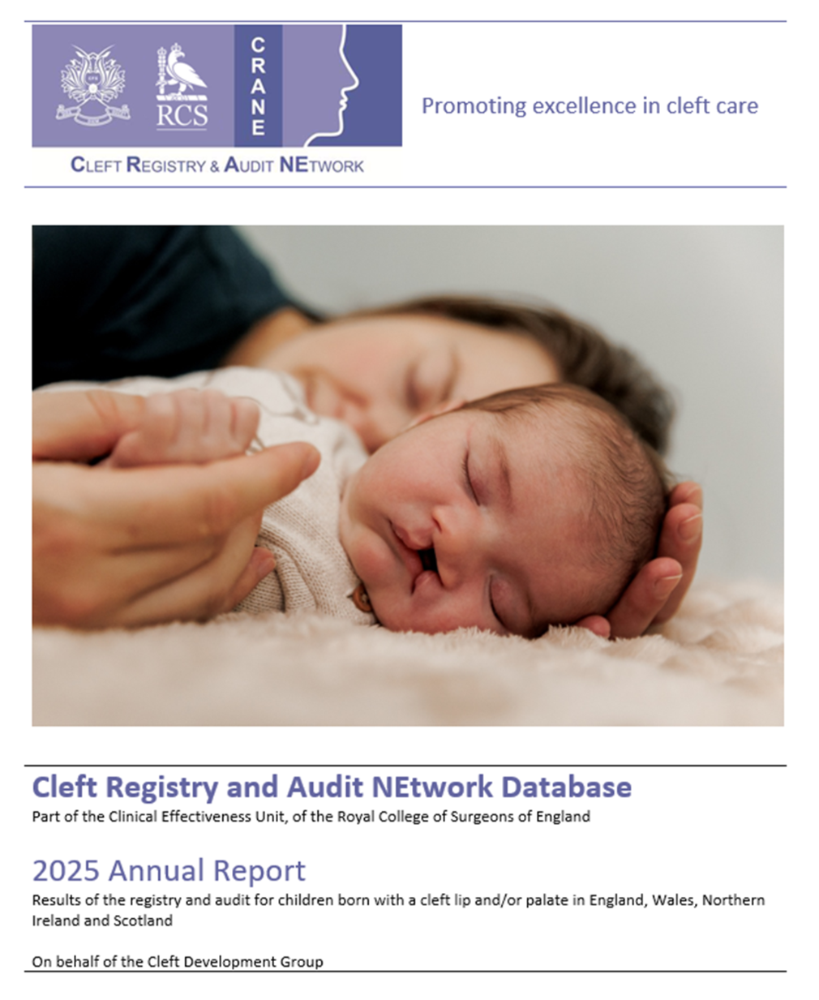 CRANE
RCS
Promoting excellence in cleft care
CLEFT REGISTRY & AUDIT NETWORK
Cleft Registry and Audit NEtwork Database
Part of the Clinical Effectiveness Unit, of the Royal College of Surgeons of England
2025 Annual Report
Results of the registry and audit for children born with a cleft lip and/or palate in England, Wales, Northern
Ireland and Scotland
On behalf of the Cleft Development Group